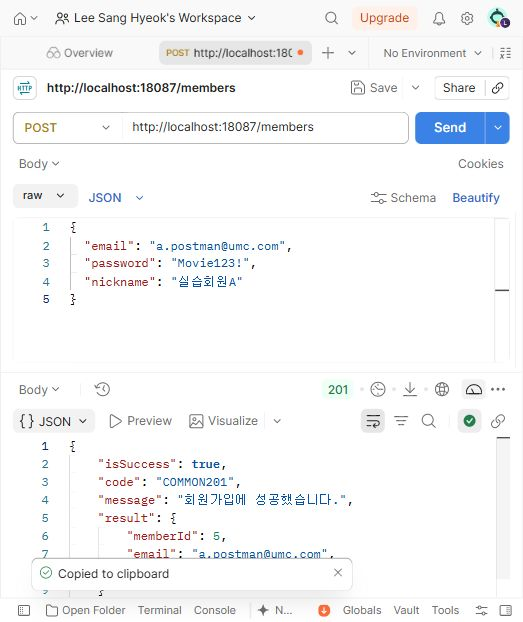 Lee Sang Hyeok's Workspace
Upgrade
Overview
POST http://localhost:180
No Environment
HTTP http://localhost:18087/members
Save
Share
POST
http://localhost:18087/members
Send
Body
Cookies
raw
JSON
Schema
Beautify
1 {
2 "email": "a.postman@umc.com",
3 "password": "Movie123!",
4 "nickname": "실습회원A"
5 }
Body
201
{} JSON
Preview
Visualize
1 {
2 "isSuccess": true,
3 "code": "COMMON201",
4 "message": "회원가입에 성공했습니다.",
5 "result": {
6 "memberId": 5,
7 "email": "a.postman@umc.com",
Copied to clipboard
}
Open Folder
Terminal
Console
N...
Globals
Vault
Tools